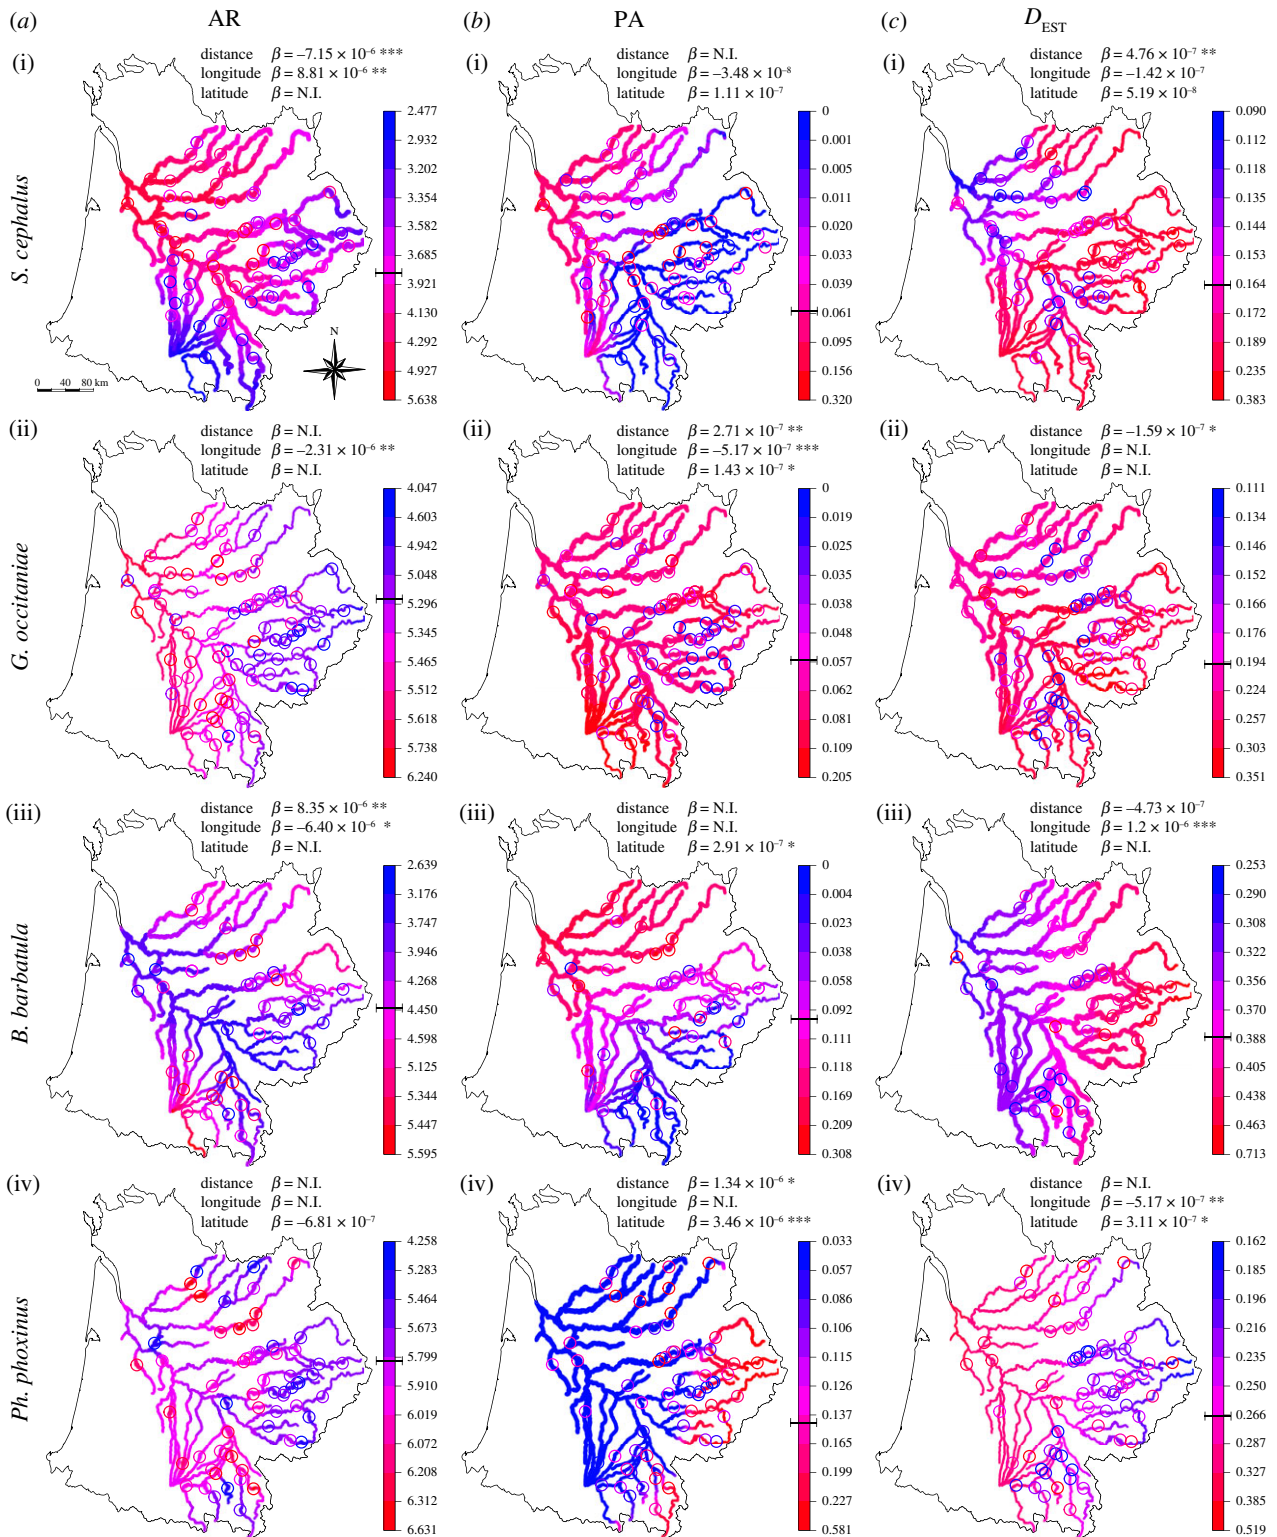 (a) AR (b) PA (c) D_EST
S. cephalus
(i)
distance β = –7.15 × 10⁻⁶ ***
longitude β = 8.81 × 10⁻⁶ **
latitude β = N.I.
2.477
2.932
3.202
3.354
3.582
3.685
3.921
4.130
4.292
4.927
5.638
N
0 40 80 km
(i)
distance β = N.I.
longitude β = –3.48 × 10⁻⁸
latitude β = 1.11 × 10⁻⁷
0
0.001
0.005
0.011
0.020
0.033
0.039
0.061
0.095
0.156
0.320
(i)
distance β = 4.76 × 10⁻⁷ **
longitude β = –1.42 × 10⁻⁷
latitude β = 5.19 × 10⁻⁸
0.090
0.118
0.135
0.144
0.153
0.164
0.172
0.189
0.235
0.383
G. occitaniae
(ii)
distance β = N.I.
longitude β = –2.31 × 10⁻⁶ **
latitude β = N.I.
4.047
4.603
4.942
5.048
5.296
5.345
5.465
5.512
5.618
5.738
6.240
(ii)
distance β = 2.71 × 10⁻⁷ **
longitude β = –5.17 × 10⁻⁷ ***
latitude β = 1.43 × 10⁻⁷ *
0
0.019
0.025
0.035
0.038
0.048
0.057
0.062
0.081
0.109
0.205
(ii)
distance β = –1.59 × 10⁻⁷ *
longitude β = N.I.
latitude β = N.I.
0.111
0.134
0.146
0.152
0.166
0.176
0.194
0.224
0.257
0.303
0.351
B. barbatula
(iii)
distance β = 8.35 × 10⁻⁶ **
longitude β = –6.40 × 10⁻⁶ *
latitude β = N.I.
2.639
3.176
3.747
3.946
4.268
4.450
4.598
5.125
5.344
5.447
5.595
(iii)
distance β = N.I.
longitude β = N.I.
latitude β = 2.91 × 10⁻⁷ *
0
0.004
0.023
0.038
0.058
0.092
0.111
0.118
0.169
0.209
0.308
(iii)
distance β = –4.73 × 10⁻⁷
longitude β = 1.2 × 10⁻⁶ ***
latitude β = N.I.
0.253
0.290
0.308
0.322
0.356
0.370
0.388
0.405
0.438
0.463
0.713
Ph. phoxinus
(iv)
distance β = N.I.
longitude β = N.I.
latitude β = –6.81 × 10⁻⁷
4.258
5.283
5.464
5.673
5.799
5.910
6.019
6.072
6.208
6.312
6.631
(iv)
distance β = 1.34 × 10⁻⁶ *
longitude β = N.I.
latitude β = 3.46 × 10⁻⁶ ***
0.033
0.057
0.086
0.106
0.115
0.126
0.137
0.165
0.199
0.227
0.581
(iv)
distance β = N.I.
longitude β = –5.17 × 10⁻⁷ **
latitude β = 3.11 × 10⁻⁷ *
0.162
0.185
0.196
0.216
0.235
0.250
0.266
0.287
0.327
0.385
0.519